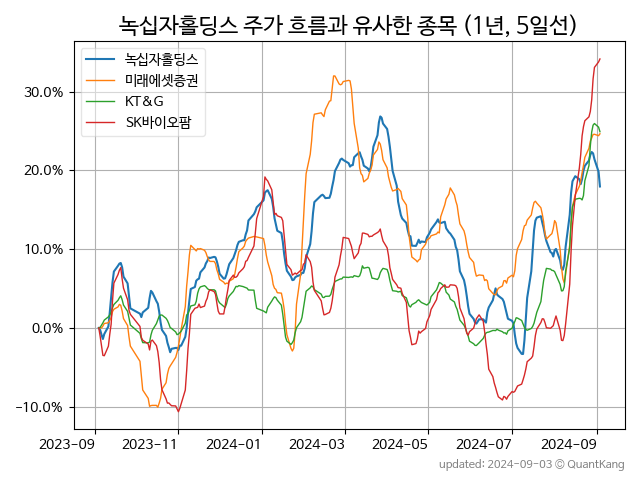 녹십자홀딩스 주가 흐름과 유사한 종목 (1년, 5일선)
녹십자홀딩스
미래에셋증권
KT&G
SK바이오팜
30.0%
20.0%
10.0%
0.0%
−10.0%
2023−09 2023−11 2024−01 2024−03 2024−05 2024−07 2024−09
updated: 2024-09-03 © QuantKang